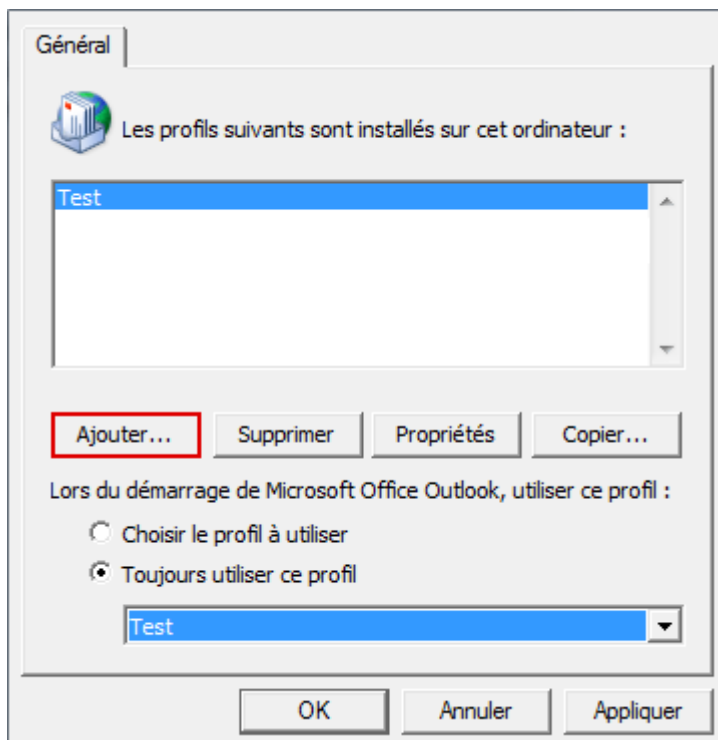 Général
Les profils suivants sont installés sur cet ordinateur :
Test
Ajouter... Supprimer Propriétés Copier...
Lors du démarrage de Microsoft Office Outlook, utiliser ce profil :
Choisir le profil à utiliser
Toujours utiliser ce profil
Test
OK Annuler Appliquer